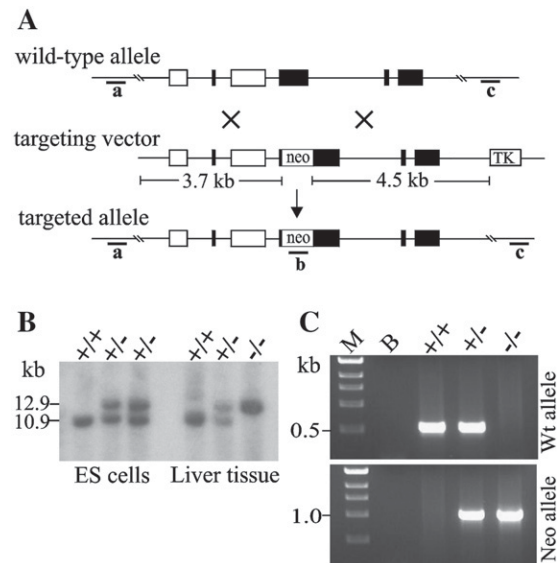 A
wild-type allele
a
c
targeting vector
neo
TK
3.7 kb
4.5 kb
targeted allele
a
neo
b
c
B
kb
+/+
+/-
+/-
+/+
+/-
-/-
12.9
10.9
ES cells
Liver tissue
C
kb
M
B
+/+
+/-
-/-
0.5
Wt allele
1.0
Neo allele